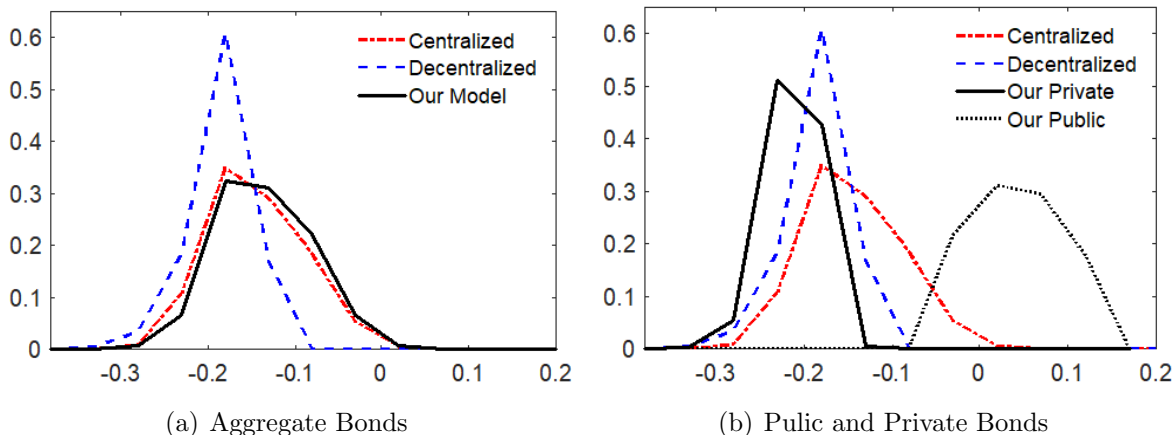 0.6
0.5
0.4
0.3
0.2
0.1
0
-0.3
-0.2
-0.1
0
0.1
0.2
Centralized
Decentralized
Our Model
(a) Aggregate Bonds
0.6
0.5
0.4
0.3
0.2
0.1
0
-0.3
-0.2
-0.1
0
0.1
0.2
Centralized
Decentralized
Our Private
Our Public
(b) Pulic and Private Bonds